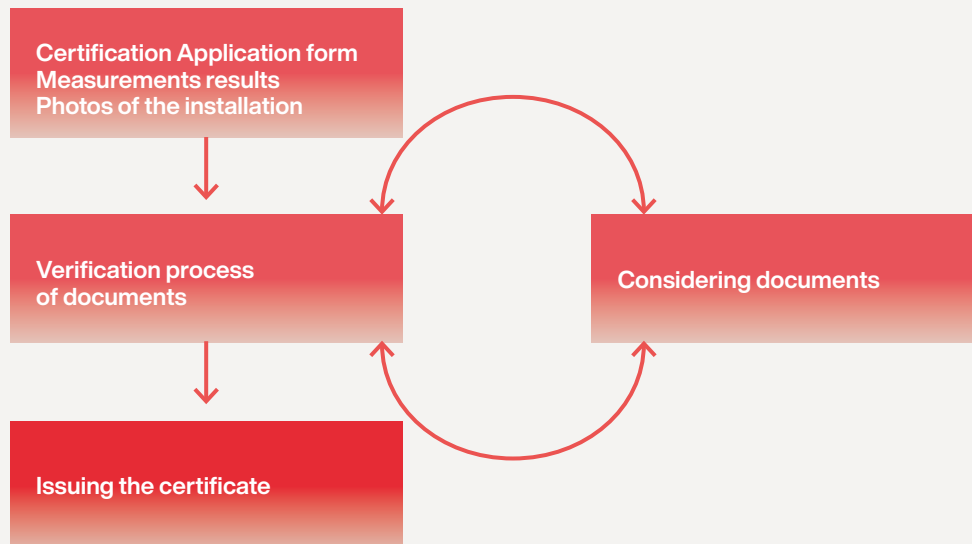 Certification Application form
Measurements results
Photos of the installation
Verification process
of documents
Considering documents
Issuing the certificate